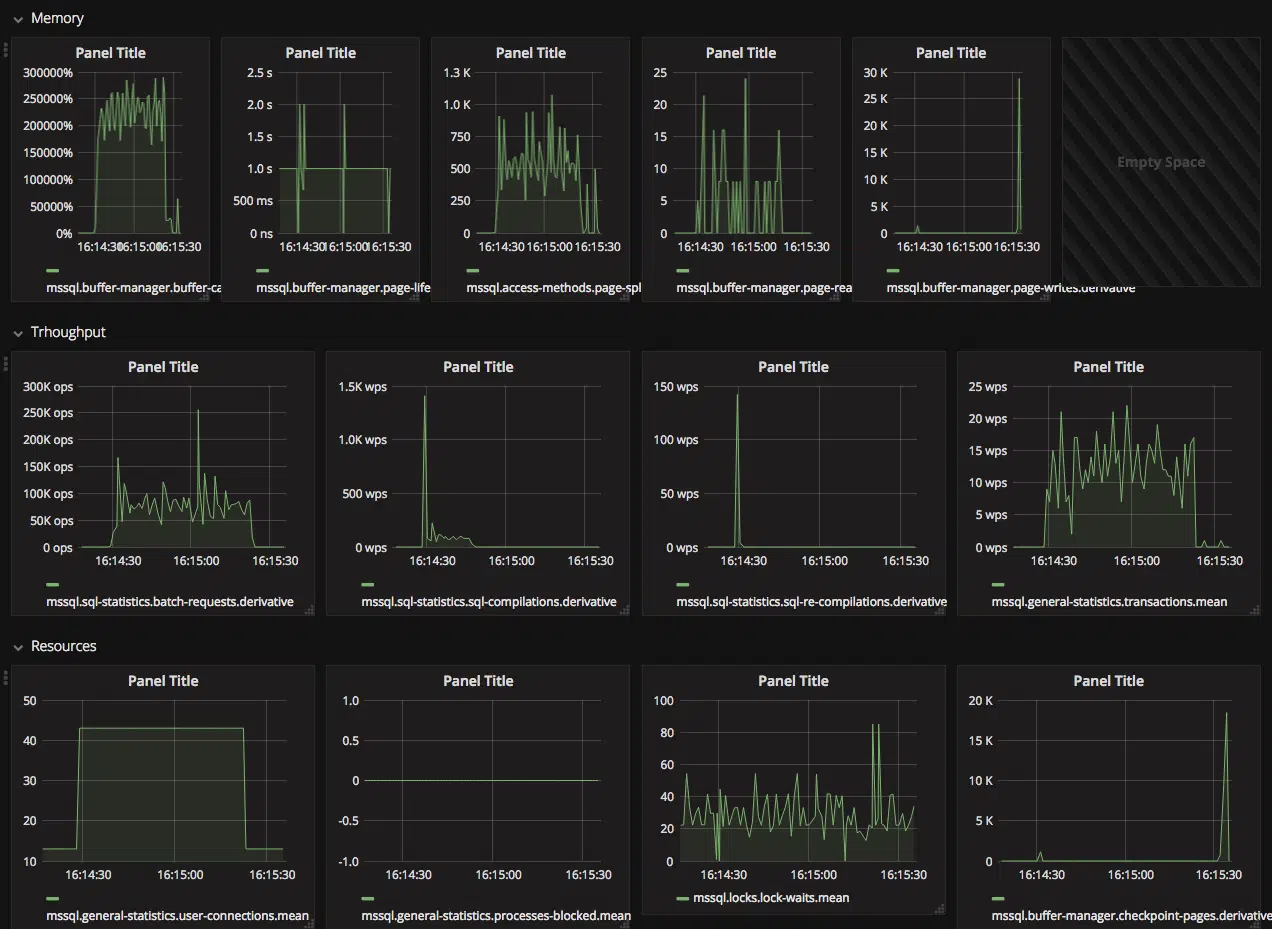 Memory
Panel Title
300000%
250000%
200000%
150000%
100000%
50000%
0%
16:14:30 16:15:00 16:15:30
mssql.buffer-manager.buffer-ca
Panel Title
2.5 s
2.0 s
1.5 s
1.0 s
500 ms
0 ns
16:14:30 16:15:00 16:15:30
mssql.buffer-manager.page-life
Panel Title
1.3 K
1.0 K
750
500
250
0
16:14:30 16:15:00 16:15:30
mssql.access-methods.page-spl
Panel Title
25
20
15
10
5
0
16:14:30 16:15:00 16:15:30
mssql.buffer-manager.page-rea
Panel Title
30 K
25 K
20 K
15 K
10 K
5 K
0
16:14:30 16:15:00 16:15:30
mssql.buffer-manager.page-writes.derivative
Empty Space
Trhoughput
Panel Title
300K ops
250K ops
200K ops
150K ops
100K ops
50K ops
0 ops
16:14:30 16:15:00 16:15:30
mssql.sql-statistics.batch-requests.derivative
Panel Title
1.5K wps
1.0K wps
500 wps
0 wps
16:14:30 16:15:00 16:15:30
mssql.sql-statistics.sql-compilations.derivative
Panel Title
150 wps
100 wps
50 wps
0 wps
16:14:30 16:15:00 16:15:30
mssql.sql-statistics.sql-re-compilations.derivative
Panel Title
25 wps
20 wps
15 wps
10 wps
5 wps
0 wps
16:14:30 16:15:00 16:15:30
mssql.general-statistics.transactions.mean
Resources
Panel Title
50
40
30
20
10
16:14:30 16:15:00 16:15:30
mssql.general-statistics.user-connections.mean
Panel Title
1.0
0.5
0
-0.5
-1.0
16:14:30 16:15:00 16:15:30
mssql.general-statistics.processes-blocked.mean
Panel Title
100
80
60
40
20
0
16:14:30 16:15:00 16:15:30
mssql.locks.lock-waits.mean
Panel Title
20 K
15 K
10 K
5 K
0
16:14:30 16:15:00 16:15:30
mssql.buffer-manager.checkpoint-pages.derivative